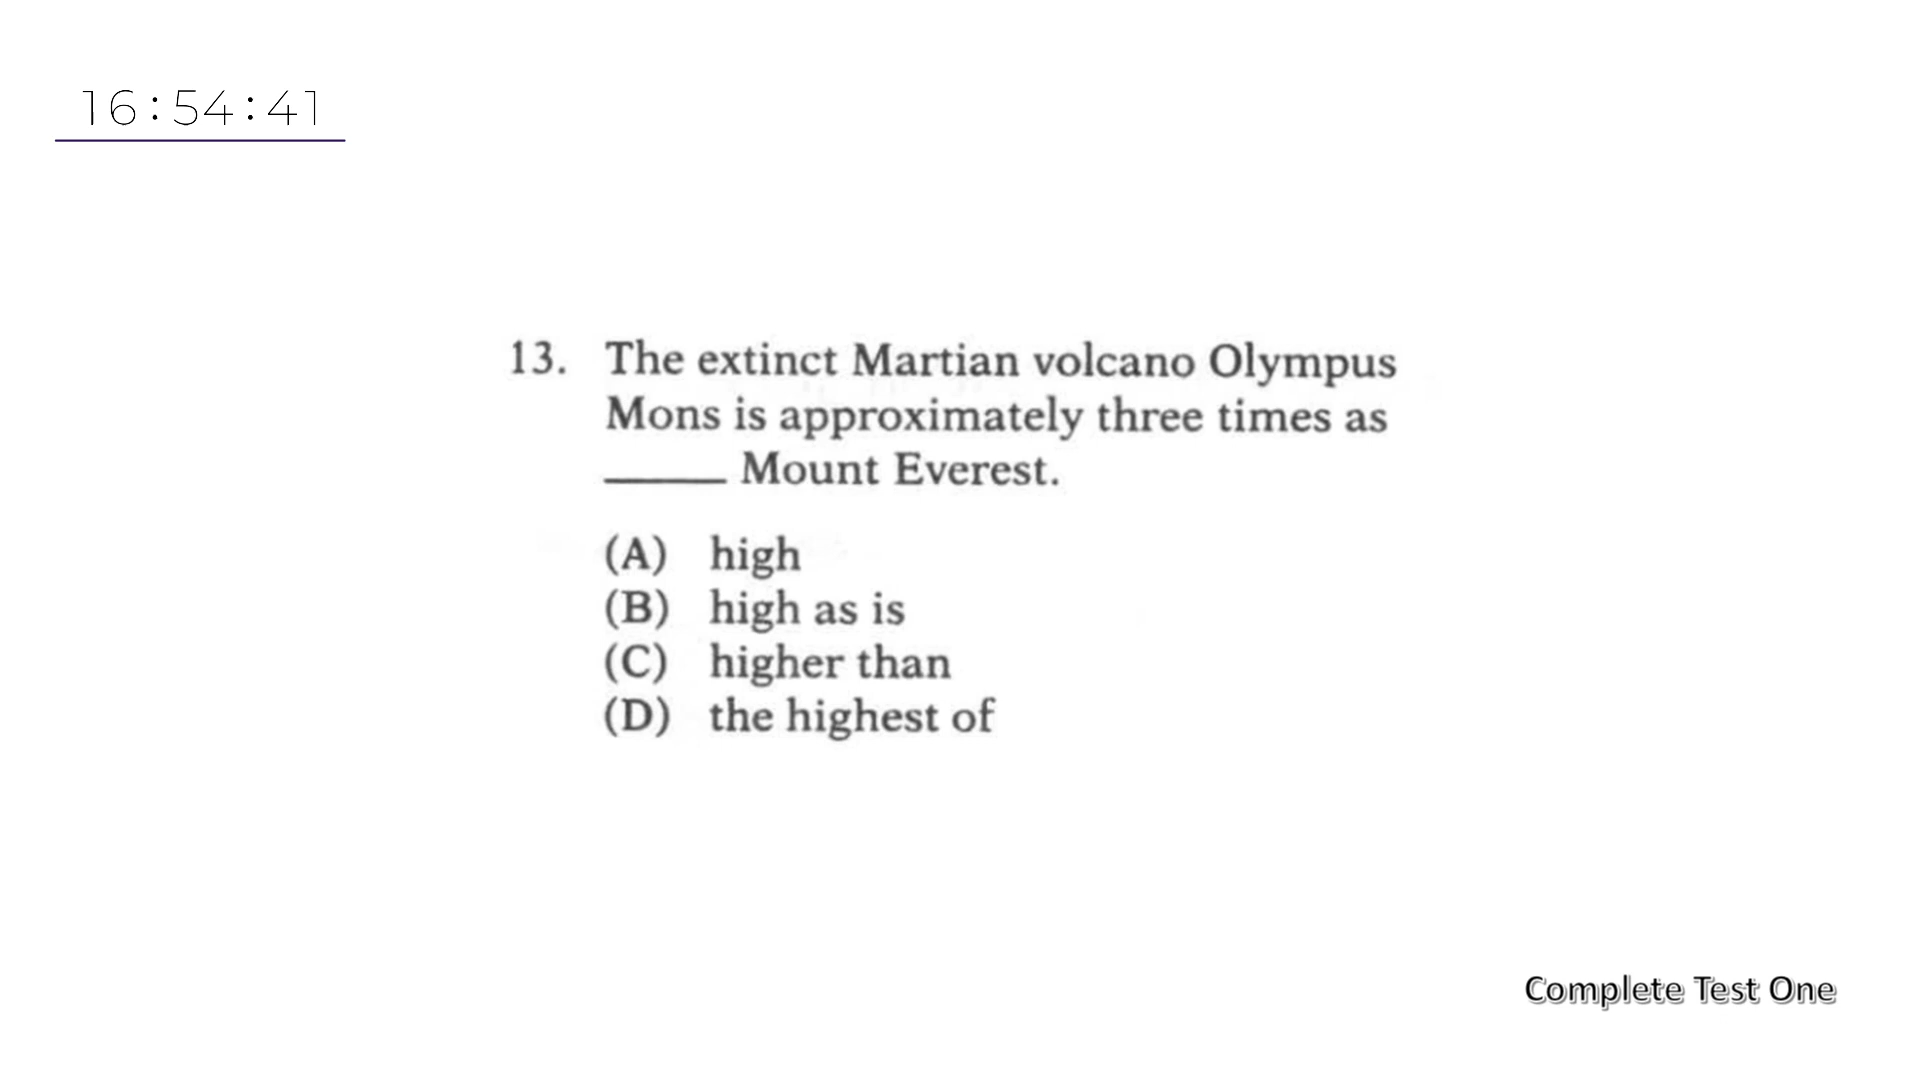 16:54:41
13. The extinct Martian volcano Olympus
Mons is approximately three times as
_____ Mount Everest.
(A) high
(B) high as is
(C) higher than
(D) the highest of
Complete Test One